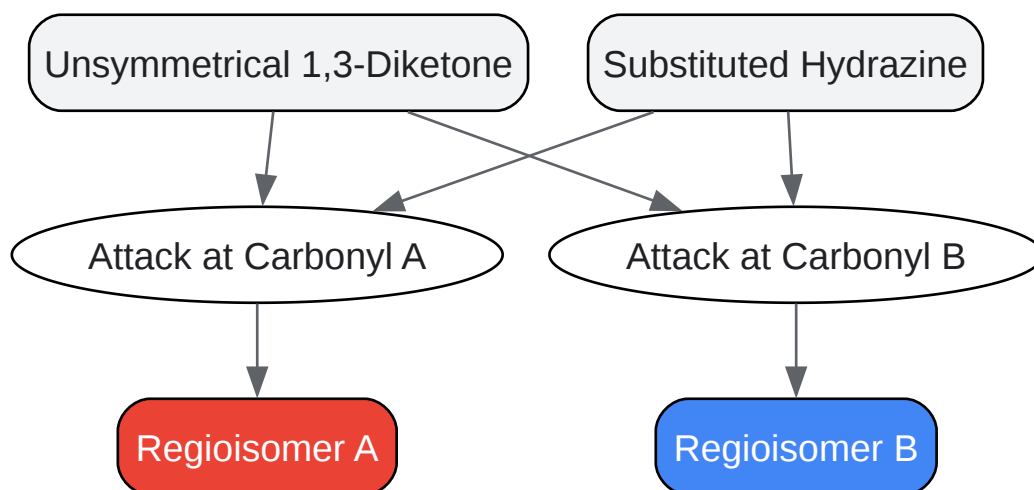 Unsymmetrical 1,3-Diketone
Substituted Hydrazine
Attack at Carbonyl A
Attack at Carbonyl B
Regioisomer A
Regioisomer B